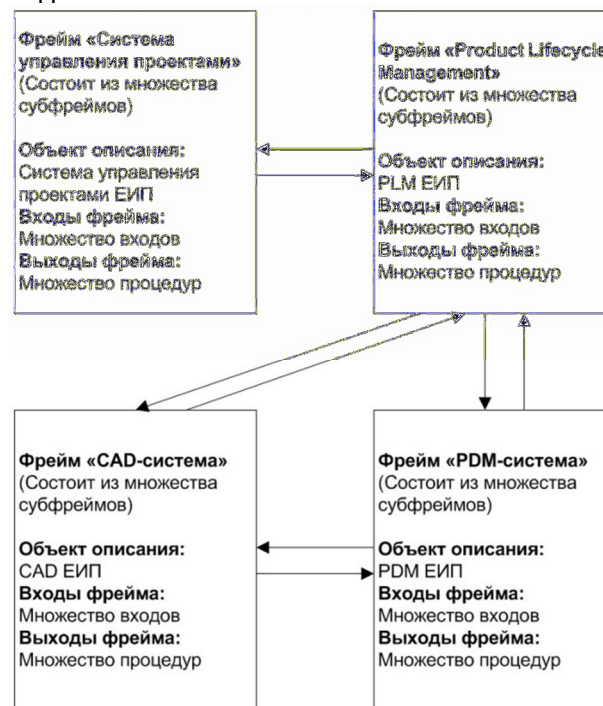 Фрейм «Система
управления проектами»
(Состоит из множества
субфреймов)
Объект описания:
Система управления
проектами ЕИП
Входы фрейма:
Множество входов
Выходы фрейма:
Множество процедур
Фрейм «Product Lifecycle
Management»
(Состоит из множества
субфреймов)
Объект описания:
PLM ЕИП
Входы фрейма:
Множество входов
Выходы фрейма:
Множество процедур
Фрейм «CAD-система»
(Состоит из множества
субфреймов)
Объект описания:
CAD ЕИП
Входы фрейма:
Множество входов
Выходы фрейма:
Множество процедур
Фрейм «PDM-система»
(Состоит из множества
субфреймов)
Объект описания:
PDM ЕИП
Входы фрейма:
Множество входов
Выходы фрейма:
Множество процедур